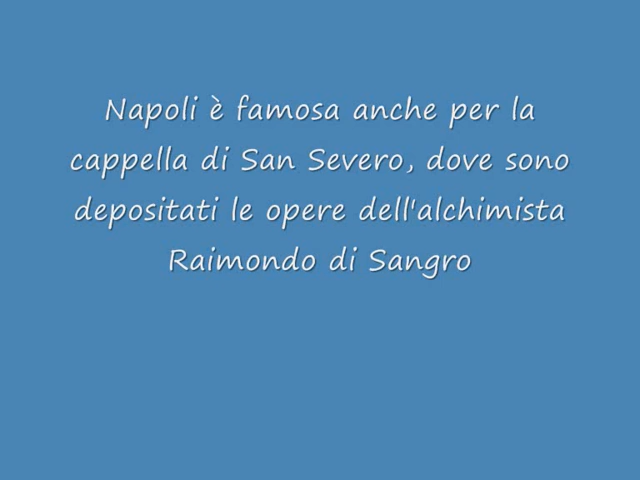 Napoli è famosa anche per la
cappella di San Severo, dove sono
depositati le opere dell'alchimista
Raimondo di Sangro